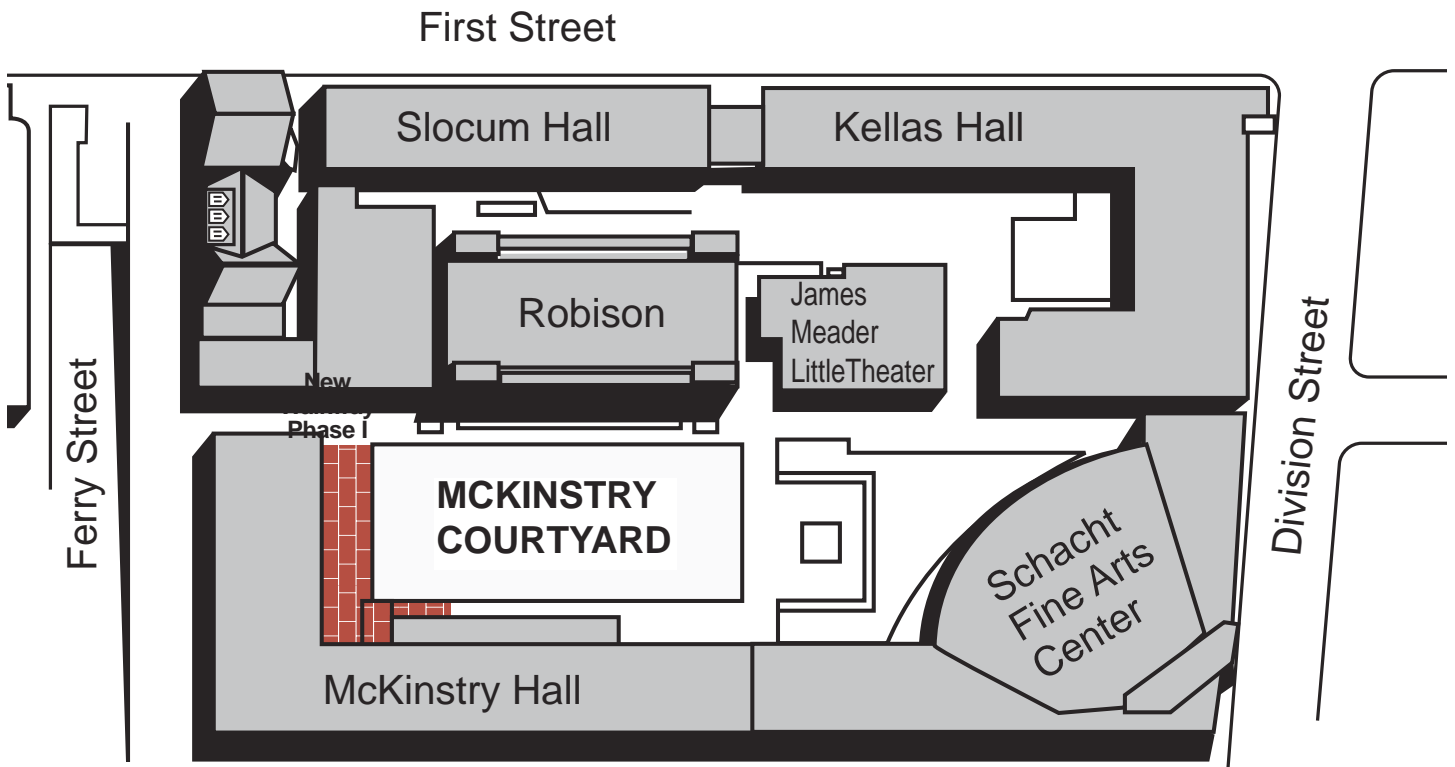 First Street
Slocum Hall
Kellas Hall
Robison
James
Meader
LittleTheater
Ferry Street
Division Street
New
Walkway
Phase I
MCKINSTRY
COURTYARD
Schacht
Fine Arts
Center
McKinstry Hall